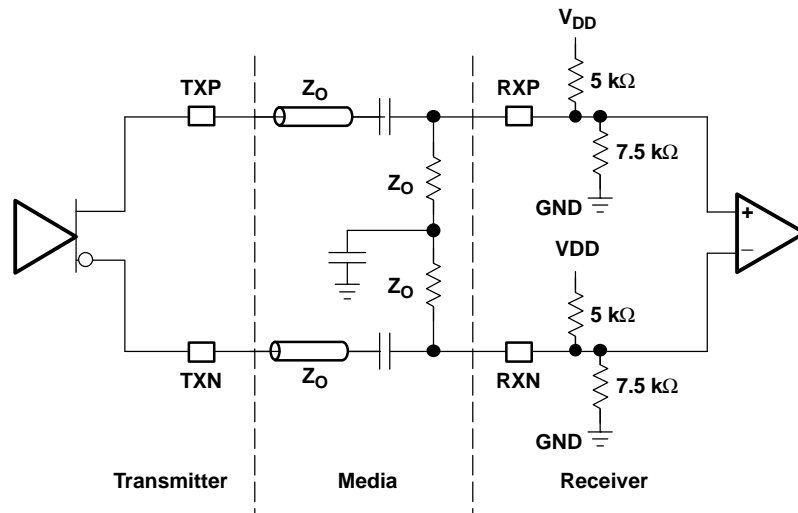 V_DD
5 kΩ
TXP
Z_O
RXP
7.5 kΩ
Z_O
GND
+
−
VDD
Z_O
5 kΩ
TXN
Z_O
RXN
7.5 kΩ
GND
Transmitter
Media
Receiver